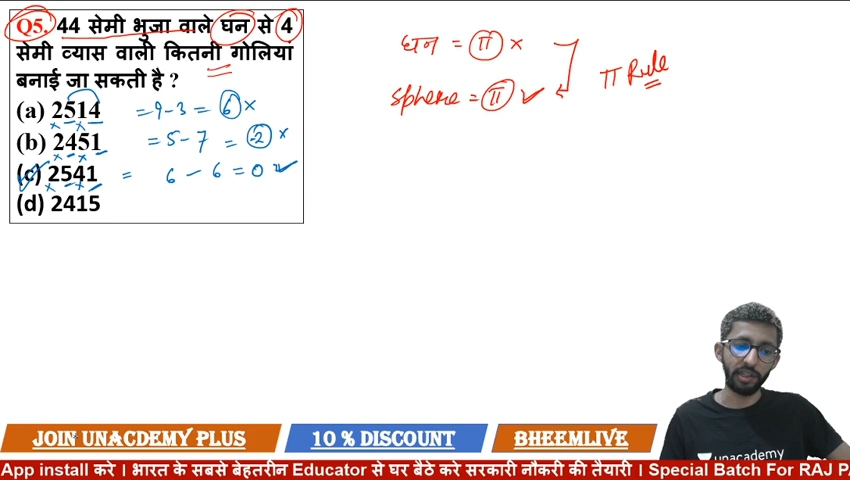 Q5. 44 सेमी भुजा वाले घन से 4
सेमी व्यास वाली कितनी गोलिया
बनाई जा सकती है ?
(a) 2514 = 9 - 3 = 6 ×
(b) 2451 = 5 - 7 = -2 ×
(c) 2541 = 6 - 6 = 0 ✓
(d) 2415
घन = π ×
sphere = π ✓
π Rule
unacademy
JOIN UNACDEMY PLUS
10 % DISCOUNT
BHEEMLIVE
App install करे । भारत के सबसे बेहतरीन Educator से घर बैठे करे सरकारी नौकरी की तैयारी । Special Batch For RAJ PA